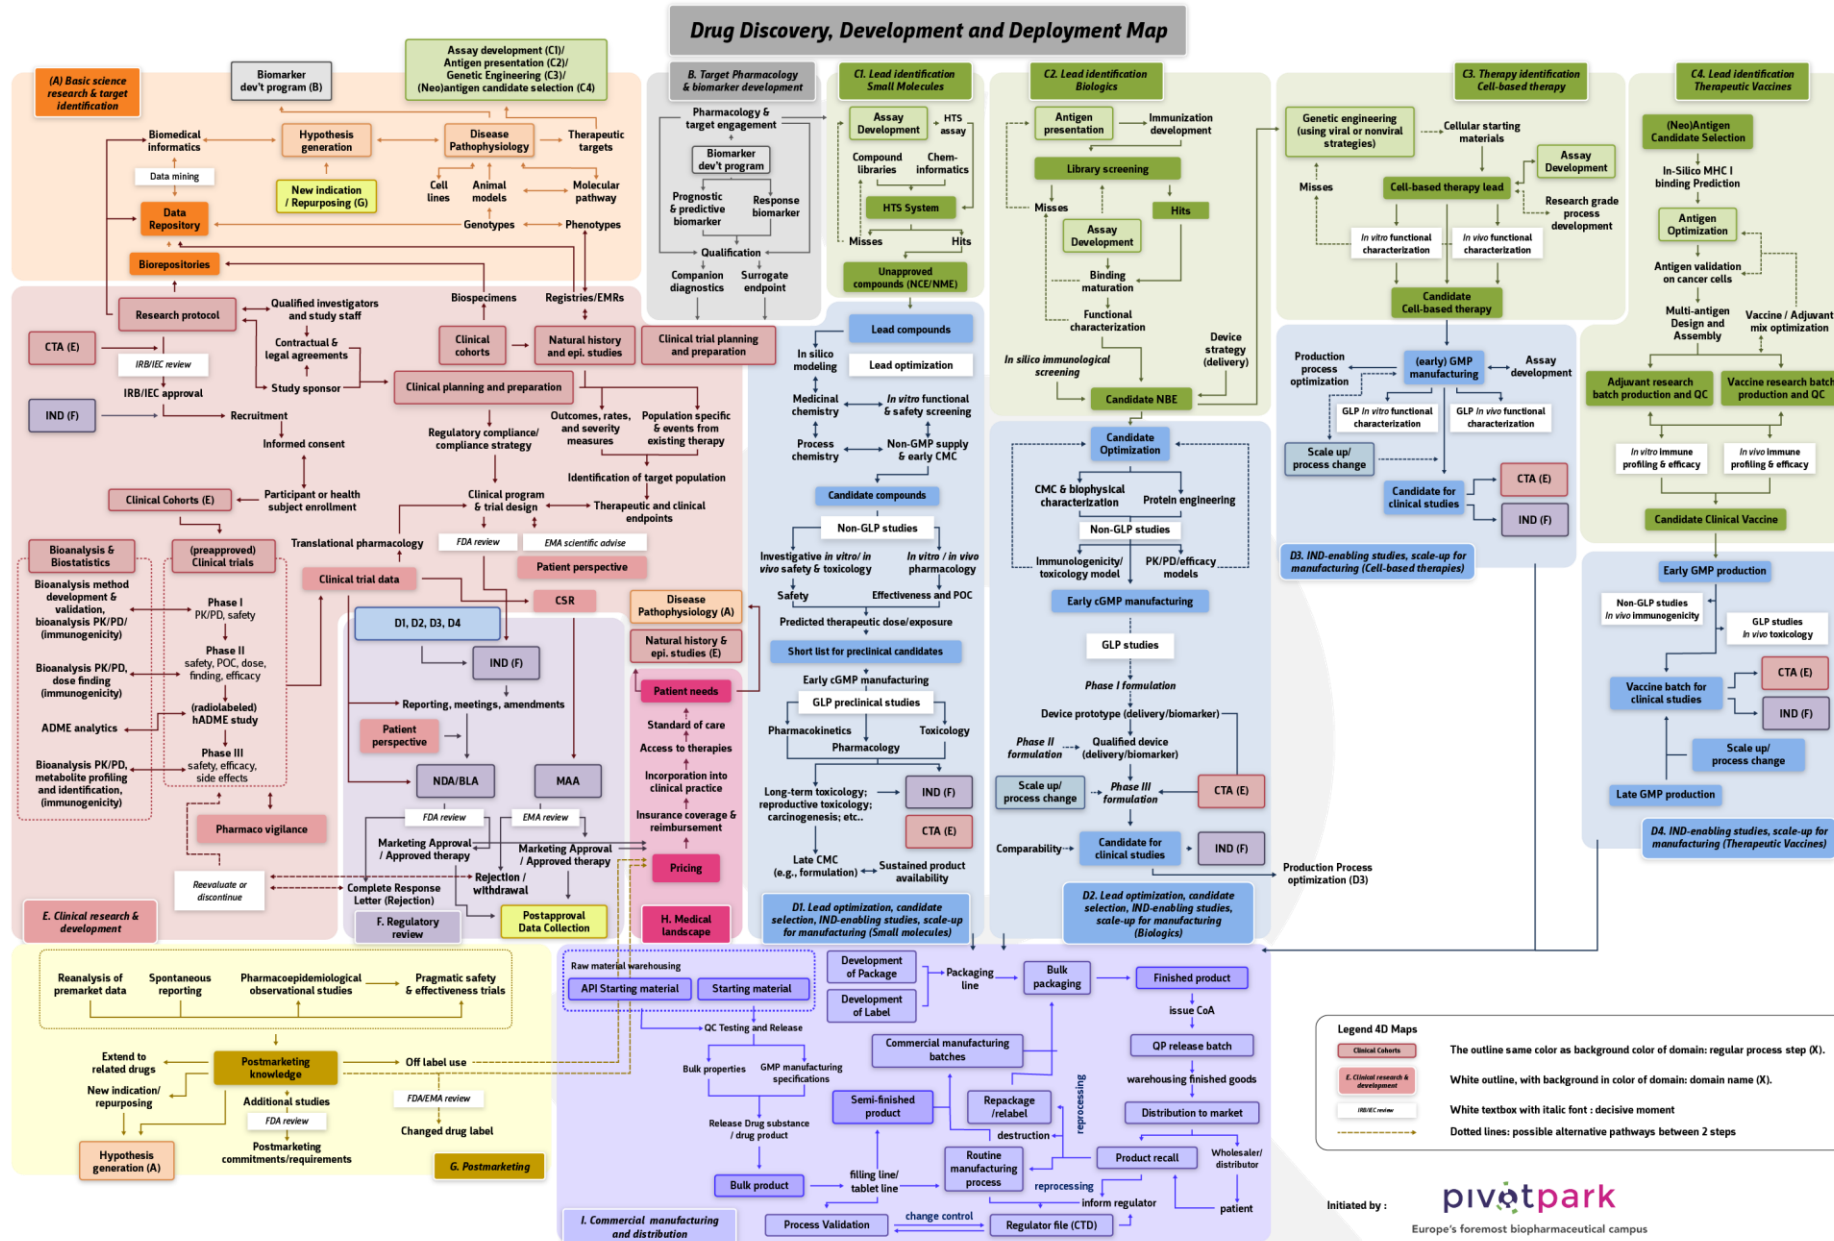 Drug Discovery, Development and Deployment Map
(A) Basic science
research & target
identification
Biomarker
dev't program (B)
Assay development (C1)/
Antigen presentation (C2)/
Genetic Engineering (C3)/
(Neo)antigen candidate selection (C4)
Biomedical
informatics
Hypothesis
generation
Disease
Pathophysiology
Therapeutic
targets
Data mining
New indication
/ Repurposing (G)
Cell
lines
Animal
models
Molecular
pathway
Data
Repository
Genotypes
Phenotypes
Biorepositories
B. Target Pharmacology
& biomarker development
Pharmacology &
target engagement
Biomarker
dev't program
Prognostic
& predictive
biomarker
Response
biomarker
Qualification
Companion
diagnostics
Surrogate
endpoint
Clinical trial planning
and preparation
C1. Lead identification
Small Molecules
Assay
Development
HTS
assay
Compound
libraries
Chem-
informatics
HTS System
Misses
Hits
Unapproved
compounds (NCE/NME)
C2. Lead identification
Biologics
Antigen
presentation
Immunization
development
Library screening
Misses
Hits
Assay
Development
Binding
maturation
Functional
characterization
In silico immunological
screening
Device
strategy
(delivery)
Candidate NBE
C3. Therapy identification
Cell-based therapy
Genetic engineering
(using viral or nonviral
strategies)
Cellular starting
materials
Assay
Development
Misses
Cell-based therapy lead
Research grade
process
development
In vitro functional
characterization
In vivo functional
characterization
Candidate
Cell-based therapy
C4. Lead identification
Therapeutic Vaccines
(Neo)Antigen
Candidate Selection
In-Silico MHC I
binding Prediction
Antigen
Optimization
Antigen validation
on cancer cells
Multi-antigen
Design and
Assembly
Vaccine / Adjuvant
mix optimization
Adjuvant research
batch production and QC
Vaccine research batch
production and QC
In vitro Immune
profiling & efficacy
In vivo Immune
profiling & efficacy
Candidate Clinical Vaccine
Research protocol
Qualified investigators
and study staff
Biospecimens
Registries/EMRs
CTA (E)
IRB/IEC review
Contractual &
legal agreements
Clinical
cohorts
Natural history
and epi. studies
IRB/IEC approval
Study sponsor
Clinical planning and preparation
IND (F)
Recruitment
Regulatory compliance/
compliance strategy
Outcomes, rates,
and severity
measures
Population specific
& events from
existing therapy
Informed consent
Identification of target population
Clinical Cohorts (E)
Participant or health
subject enrollment
Clinical program
& trial design
Therapeutic and clinical
endpoints
Translational pharmacology
FDA review
EMA scientific advise
Patient perspective
Bioanalysis &
Biostatistics
(preapproved)
Clinical trials
Clinical trial data
CSR
Bioanalysis method
development &
validation,
bioanalysis PK/PD/
(immunogenicity)
Phase I
PK/PD, safety
Phase II
safety, POC, dose,
finding, efficacy
Bioanalysis PK/PD,
dose finding
(immunogenicity)
(radiolabeled)
hADME study
ADME analytics
Phase III
safety, efficacy,
side effects
Bioanalysis PK/PD,
metabolite profiling
and identification,
(immunogenicity)
Pharmaco vigilance
Reevaluate or
discontinue
E. Clinical research &
development
D1, D2, D3, D4
IND (F)
Reporting, meetings, amendments
Patient
perspective
NDA/BLA
MAA
FDA review
EMA review
Marketing Approval
/ Approved therapy
Marketing Approval
/ Approved therapy
Rejection /
withdrawal
Complete Response
Letter (Rejection)
Postapproval
Data Collection
F. Regulatory
review
Disease
Pathophysiology (A)
Natural history &
epi. studies (E)
Patient needs
Standard of care
Access to therapies
Incorporation into
clinical practice
Insurance coverage &
reimbursement
Pricing
H. Medical
landscape
Lead compounds
In silico
modeling
Lead optimization
Medicinal
chemistry
In vitro functional
& safety screening
Process
chemistry
Non-GMP supply
& early CMC
Candidate compounds
Non-GLP studies
Investigative in vitro/ in
vivo safety & toxicology
In vitro / in vivo
pharmacology
Safety
Effectiveness and POC
Predicted therapeutic dose/exposure
Short list for preclinical candidates
Early cGMP manufacturing
GLP preclinical studies
Pharmacokinetics
Toxicology
Pharmacology
Long-term toxicology;
reproductive toxicology;
carcinogenesis; etc..
IND (F)
CTA (E)
Late CMC
(e.g., formulation)
Sustained product
availability
D1. Lead optimization, candidate
selection, IND-enabling studies, scale-up
for manufacturing (Small molecules)
Candidate
Optimization
CMC & biophysical
characterization
Protein engineering
Non-GLP studies
Immunogenicity/
toxicology model
PK/PD/efficacy
models
Early cGMP manufacturing
GLP studies
Phase I formulation
Device prototype (delivery/biomarker)
Phase II
formulation
Qualified device
(delivery/biomarker)
Scale up/
process change
Phase III
formulation
CTA (E)
Comparability
Candidate for
clinical studies
IND (F)
Production Process
optimization (D3)
D2. Lead optimization, candidate
selection, IND-enabling studies,
scale-up for manufacturing
(Biologics)
Production
process
optimization
(early) GMP
manufacturing
Assay
development
GLP In vitro functional
characterization
GLP In vivo functional
characterization
Scale up/
process change
Candidate for
clinical studies
CTA (E)
IND (F)
D3. IND-enabling studies, scale-up for
manufacturing (Cell-based therapies)
Early GMP production
Non-GLP studies
In vivo immunogenicity
GLP studies
In vivo toxicology
Vaccine batch for
clinical studies
CTA (E)
IND (F)
Scale up/
process change
Late GMP production
D4. IND-enabling studies, scale-up for
manufacturing (Therapeutic Vaccines)
Reanalysis of
premarket data
Spontaneous
reporting
Pharmacoepidemiological
observational studies
Pragmatic safety
& effectiveness trials
Extend to
related drugs
Postmarketing
knowledge
Off label use
New indication/
repurposing
Additional studies
FDA review
FDA/EMA review
Changed drug label
Hypothesis
generation (A)
Postmarketing
commitments/requirements
G. Postmarketing
Raw material warehousing
API Starting material
Starting material
QC Testing and Release
Bulk properties
GMP manufacturing
specifications
Release Drug substance
/ drug product
Bulk product
filling line/
tablet line
Process Validation
change control
Regulator file (CTD)
Development
of Package
Development
of Label
Packaging
line
Bulk
packaging
Finished product
issue CoA
Commercial manufacturing
batches
QP release batch
warehousing finished goods
Semi-finished
product
Repackage
/relabel
reprocessing
Distribution to market
destruction
Routine
manufacturing
process
Product recall
Wholesaler/
distributor
reprocessing
inform regulator
patient
I. Commercial manufacturing
and distribution
Legend 4D Maps
Clinical Cohorts
The outline same color as background color of domain: regular process step (X).
E. Clinical research &
development
White outline, with background in color of domain: domain name (X).
IRB/IEC review
White textbox with italic font : decisive moment
Dotted lines: possible alternative pathways between 2 steps
Initiated by :
pivotpark
Europe's foremost biopharmaceutical campus